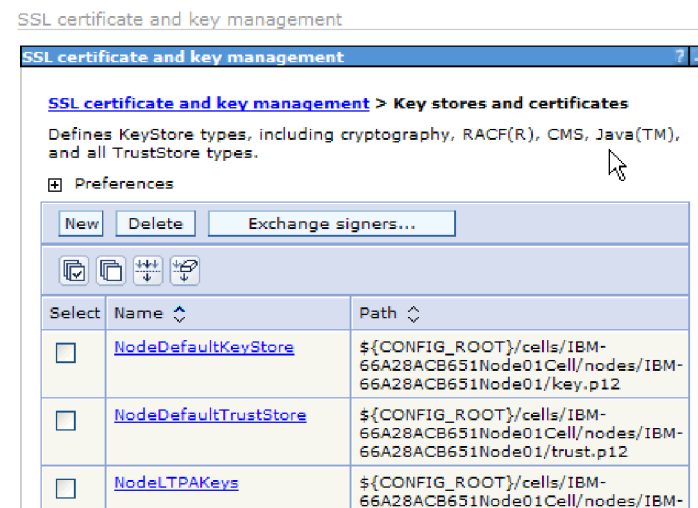 SSL certificate and key management
SSL certificate and key management ?
SSL certificate and key management > Key stores and certificates
Defines KeyStore types, including cryptography, RACF(R), CMS, Java(TM),
and all TrustStore types.
Preferences
New Delete Exchange signers...
Select Name Path
NodeDefaultKeyStore ${CONFIG_ROOT}/cells/IBM-
66A28ACB651Node01Cell/nodes/IBM-
66A28ACB651Node01/key.p12
NodeDefaultTrustStore ${CONFIG_ROOT}/cells/IBM-
66A28ACB651Node01Cell/nodes/IBM-
66A28ACB651Node01/trust.p12
NodeLTPAKeys ${CONFIG_ROOT}/cells/IBM-
66A28ACB651Node01Cell/nodes/IBM-